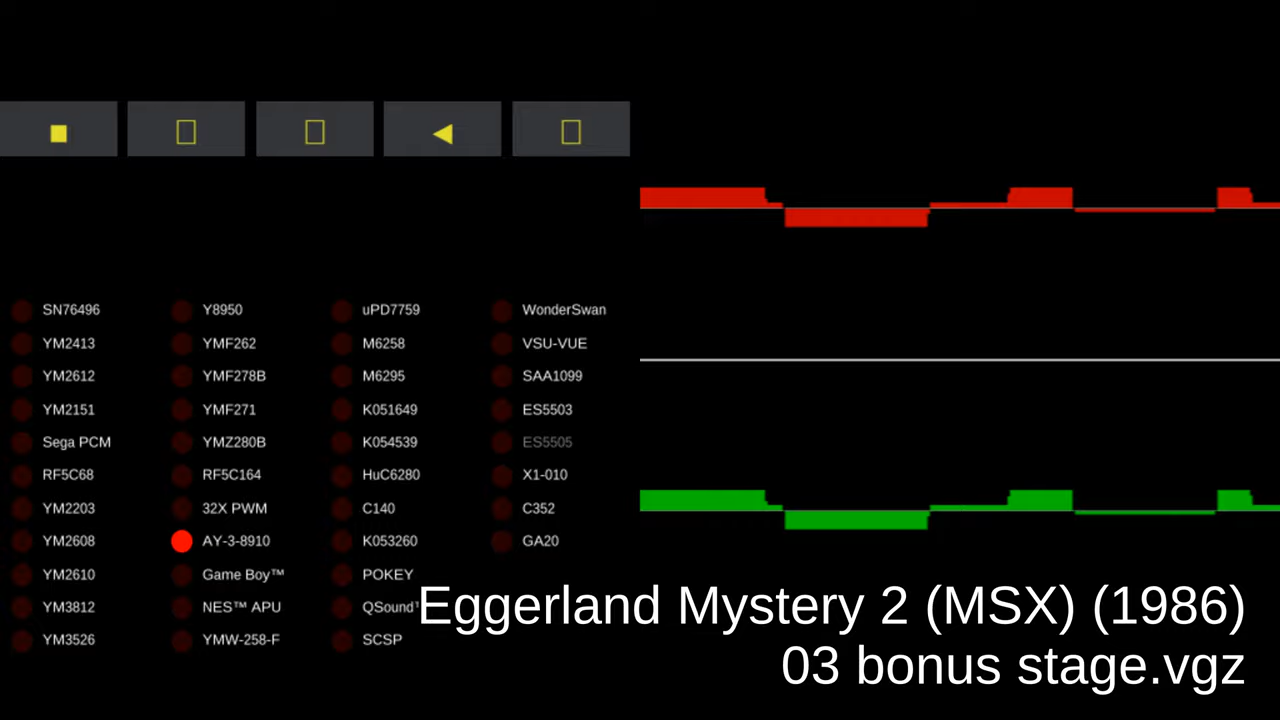 SN76496 Y8950 uPD7759 WonderSwan
YM2413 YMF262 M6258 VSU-VUE
YM2612 YMF278B M6295 SAA1099
YM2151 YMF271 K051649 ES5503
Sega PCM YMZ280B K054539 ES5505
RF5C68 RF5C164 HuC6280 X1-010
YM2203 32X PWM C140 C352
YM2608 AY-3-8910 K053260 GA20
YM2610 Game Boy™ POKEY
YM3812 NES™ APU QSound™
YM3526 YMW-258-F SCSP
Eggerland Mystery 2 (MSX) (1986)
03 bonus stage.vgz